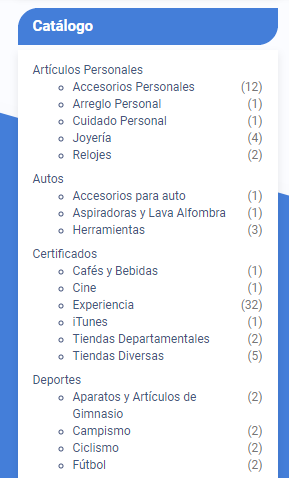 Catálogo
Artículos Personales
Accesorios Personales (12)
Arreglo Personal (1)
Cuidado Personal (1)
Joyería (4)
Relojes (2)
Autos
Accesorios para auto (1)
Aspiradoras y Lava Alfombra (1)
Herramientas (3)
Certificados
Cafés y Bebidas (1)
Cine (1)
Experiencia (32)
iTunes (1)
Tiendas Departamentales (2)
Tiendas Diversas (5)
Deportes
Aparatos y Artículos de (2)
Gimnasio
Campismo (2)
Ciclismo (2)
Fútbol (2)